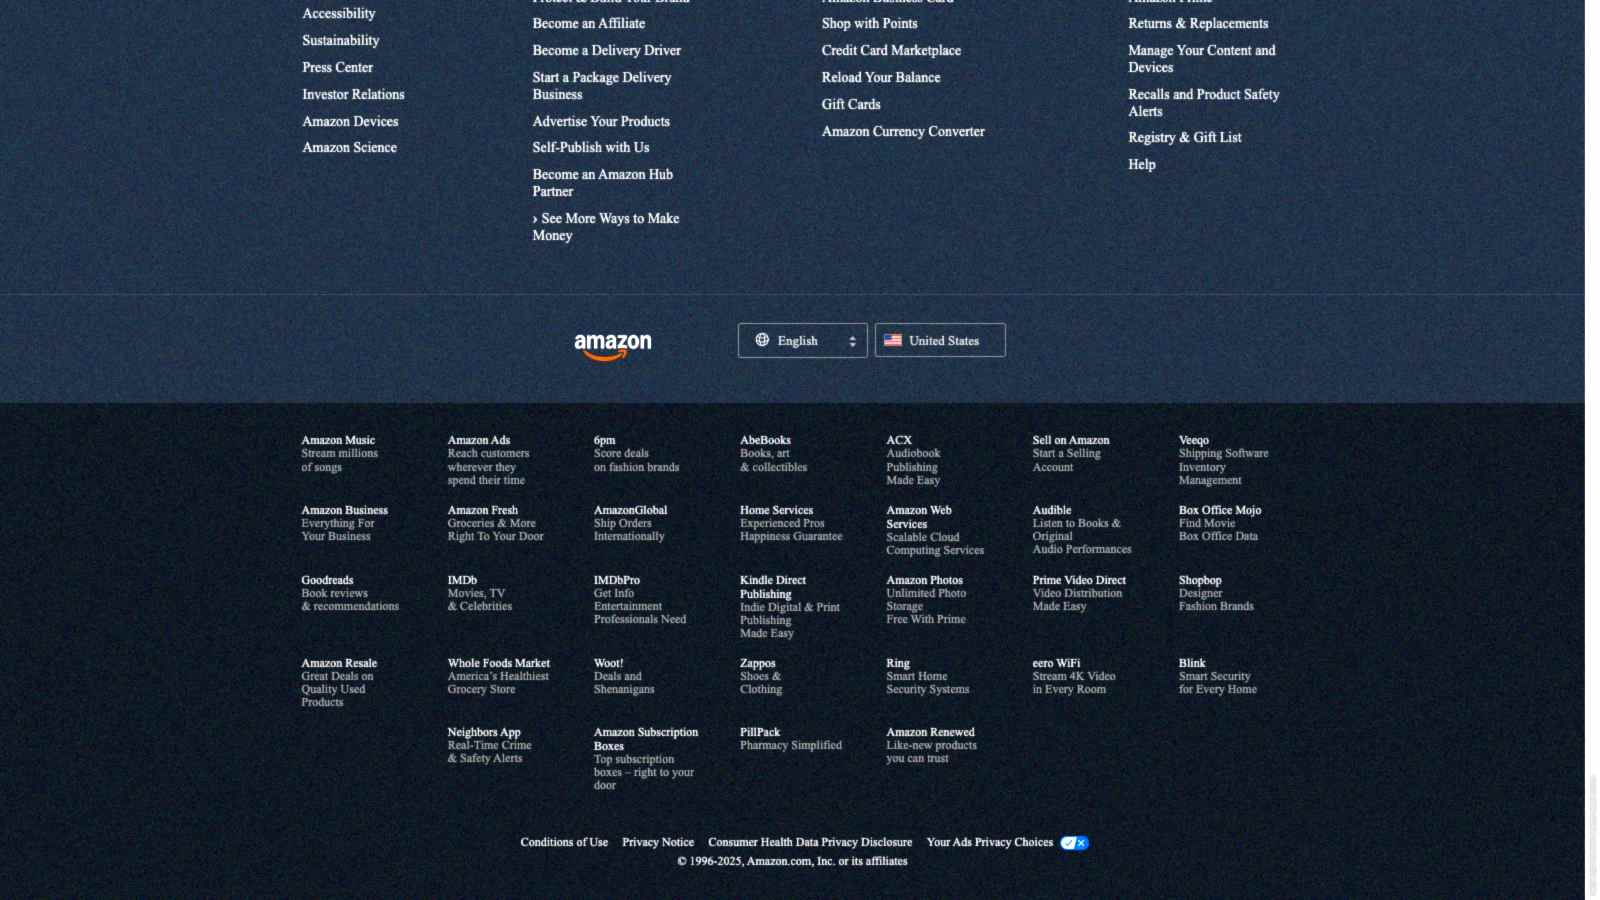 Accessibility
Sustainability
Press Center
Investor Relations
Amazon Devices
Amazon Science
Protect & Build Your Brand
Become an Affiliate
Become a Delivery Driver
Start a Package Delivery
Business
Advertise Your Products
Self-Publish with Us
Become an Amazon Hub
Partner
› See More Ways to Make
Money
Amazon Business Card
Shop with Points
Credit Card Marketplace
Reload Your Balance
Gift Cards
Amazon Currency Converter
Amazon Prime
Returns & Replacements
Manage Your Content and
Devices
Recalls and Product Safety
Alerts
Registry & Gift List
Help
amazon
English
United States
Amazon Music
Stream millions
of songs
Amazon Ads
Reach customers
wherever they
spend their time
6pm
Score deals
on fashion brands
AbeBooks
Books, art
& collectibles
ACX
Audiobook
Publishing
Made Easy
Sell on Amazon
Start a Selling
Account
Veeqo
Shipping Software
Inventory
Management
Amazon Business
Everything For
Your Business
Amazon Fresh
Groceries & More
Right To Your Door
AmazonGlobal
Ship Orders
Internationally
Home Services
Experienced Pros
Happiness Guarantee
Amazon Web
Services
Scalable Cloud
Computing Services
Audible
Listen to Books &
Original
Audio Performances
Box Office Mojo
Find Movie
Box Office Data
Goodreads
Book reviews
& recommendations
IMDb
Movies, TV
& Celebrities
IMDbPro
Get Info
Entertainment
Professionals Need
Kindle Direct
Publishing
Indie Digital & Print
Publishing
Made Easy
Amazon Photos
Unlimited Photo
Storage
Free With Prime
Prime Video Direct
Video Distribution
Made Easy
Shopbop
Designer
Fashion Brands
Amazon Resale
Great Deals on
Quality Used
Products
Whole Foods Market
America's Healthiest
Grocery Store
Woot!
Deals and
Shenanigans
Zappos
Shoes &
Clothing
Ring
Smart Home
Security Systems
eero WiFi
Stream 4K Video
in Every Room
Blink
Smart Security
for Every Home
Neighbors App
Real-Time Crime
& Safety Alerts
Amazon Subscription
Boxes
Top subscription
boxes – right to your
door
PillPack
Pharmacy Simplified
Amazon Renewed
Like-new products
you can trust
Conditions of Use Privacy Notice Consumer Health Data Privacy Disclosure Your Ads Privacy Choices
© 1996-2025, Amazon.com, Inc. or its affiliates